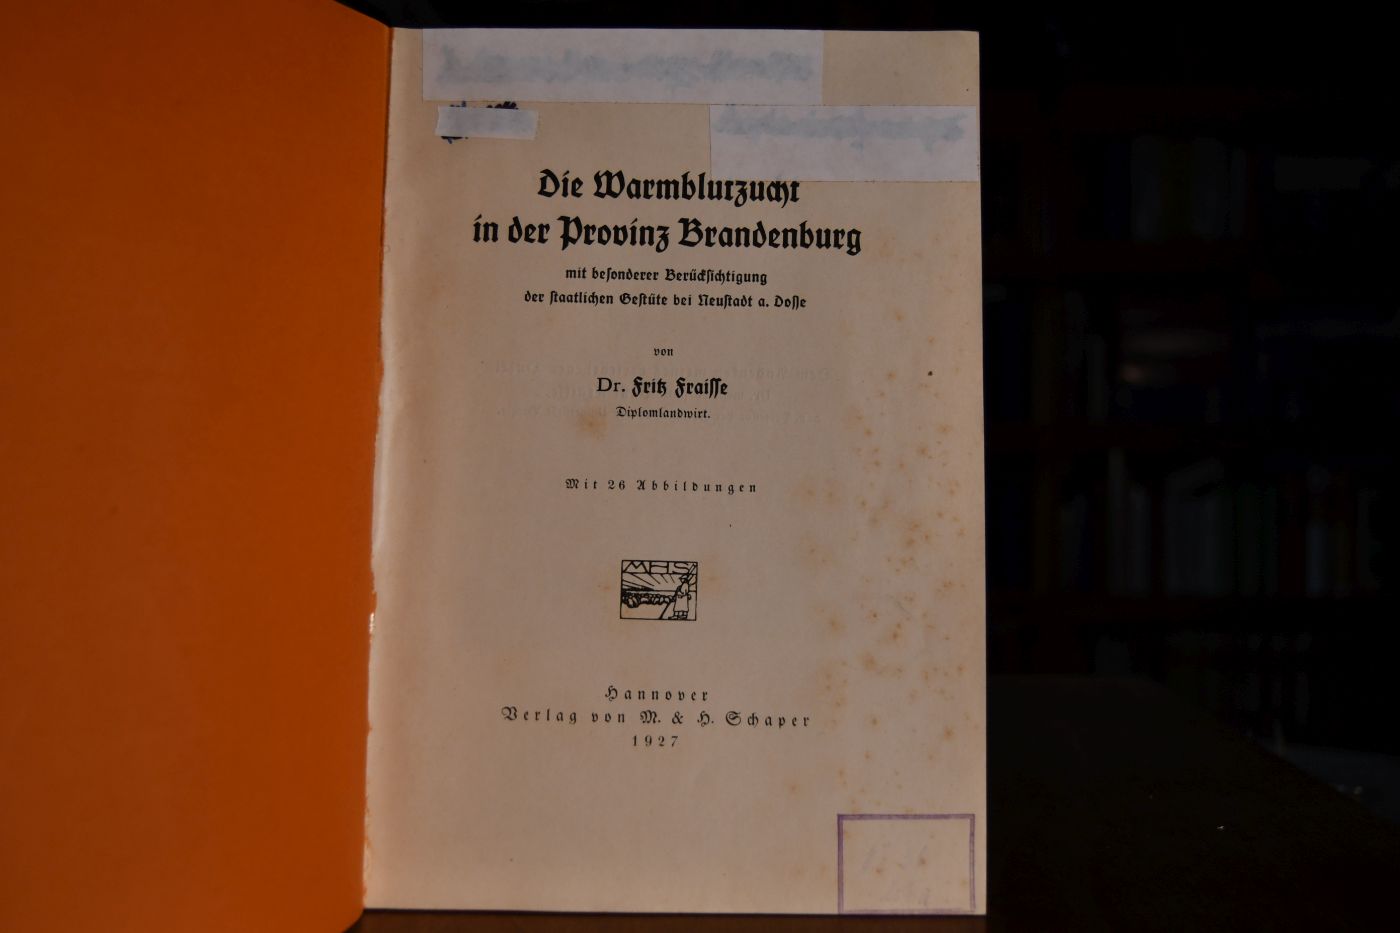 Die Warmblutzucht
in der Provinz Brandenburg
mit beſonderer Berückſichtigung
der ſtaatlichen Geſtüte bei Neuſtadt a. Doſſe
von
Dr. Fritz Fraiſſe
Diplomlandwirt.
Mit 26 Abbildungen
MHS
Hannover
Verlag von M. & H. Schaper
1927